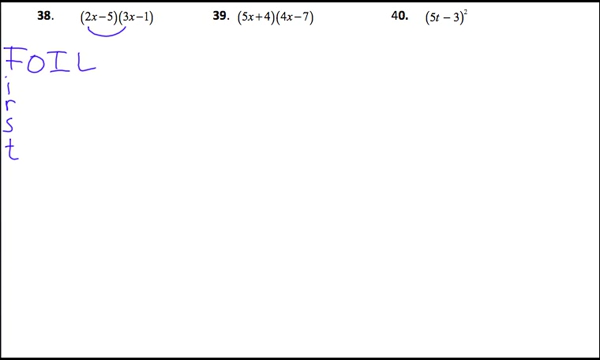 38. (2x−5)(3x−1) 39. (5x+4)(4x−7) 40. (5t − 3)²
FOIL
i
r
s
t